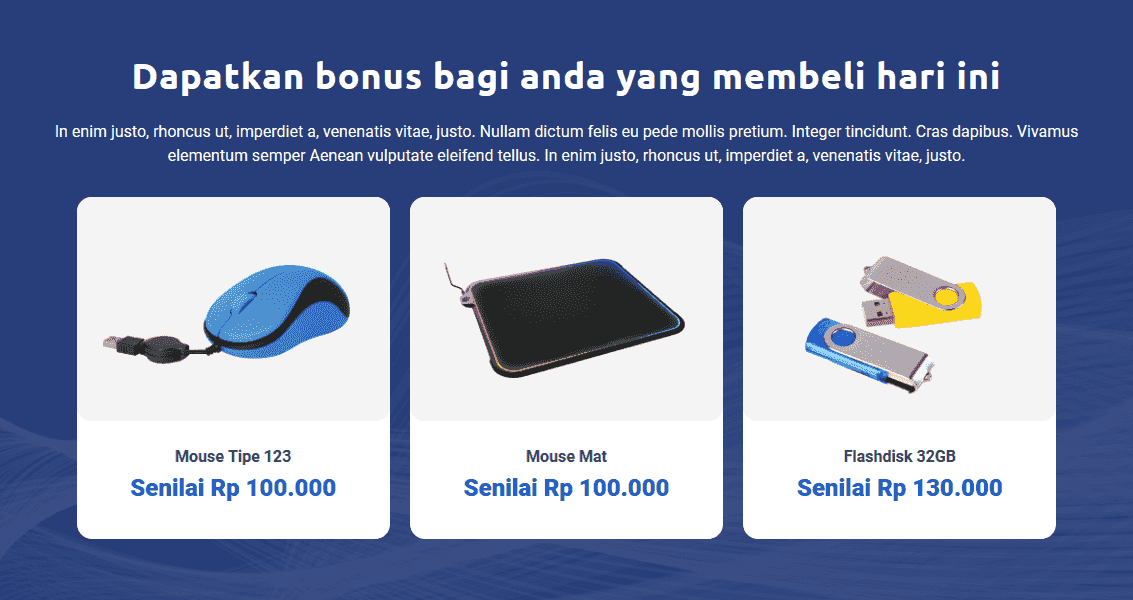 Dapatkan bonus bagi anda yang membeli hari ini
In enim justo, rhoncus ut, imperdiet a, venenatis vitae, justo. Nullam dictum felis eu pede mollis pretium. Integer tincidunt. Cras dapibus. Vivamus
elementum semper Aenean vulputate eleifend tellus. In enim justo, rhoncus ut, imperdiet a, venenatis vitae, justo.
Mouse Tipe 123
Senilai Rp 100.000
Mouse Mat
Senilai Rp 100.000
Flashdisk 32GB
Senilai Rp 130.000